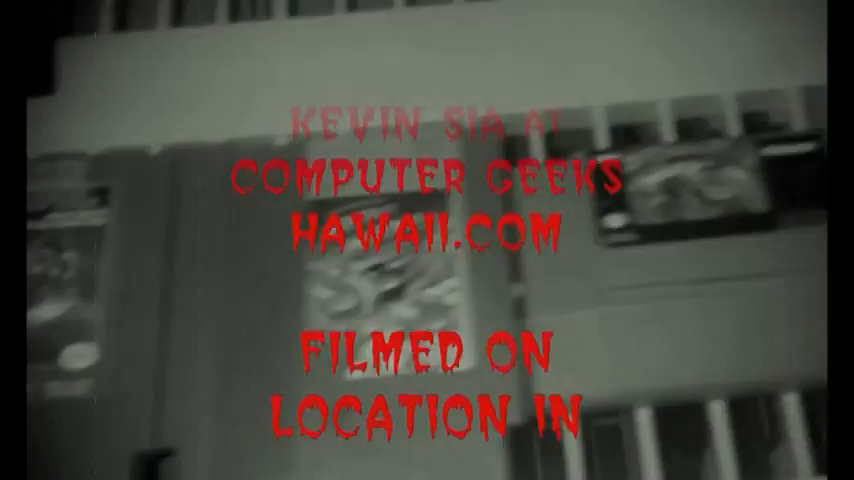 KEVIN SIA AT
COMPUTER GEEKS
HAWAII.COM
FILMED ON
LOCATION IN